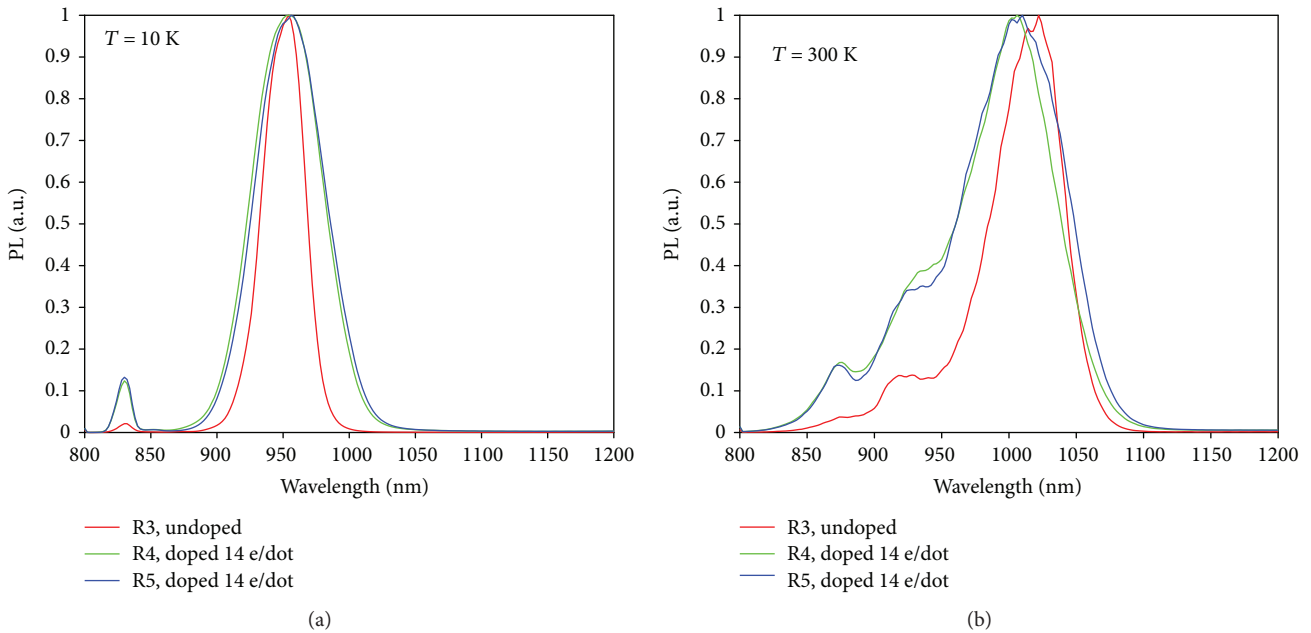 T = 10 K
PL (a.u.)
1
0.9
0.8
0.7
0.6
0.5
0.4
0.3
0.2
0.1
0
800 850 900 950 1000 1050 1100 1150 1200
Wavelength (nm)
R3, undoped
R4, doped 14 e/dot
R5, doped 14 e/dot
(a)
T = 300 K
PL (a.u.)
1
0.9
0.8
0.7
0.6
0.5
0.4
0.3
0.2
0.1
0
800 850 900 950 1000 1050 1100 1150 1200
Wavelength (nm)
R3, undoped
R4, doped 14 e/dot
R5, doped 14 e/dot
(b)